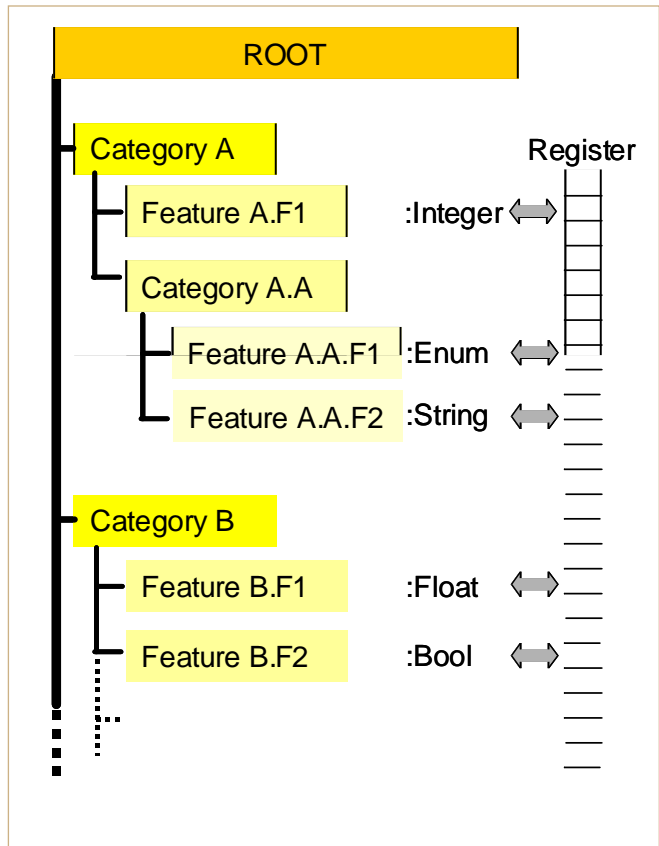 ROOT
Category A
Register
Feature A.F1 :Integer
Category A.A
Feature A.A.F1 :Enum
Feature A.A.F2 :String
Category B
Feature B.F1 :Float
Feature B.F2 :Bool